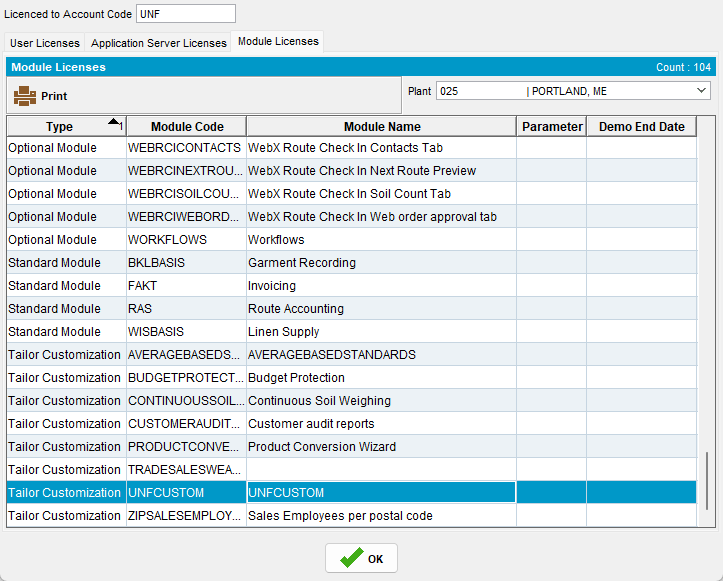 Licenced to Account Code UNF
User Licenses Application Server Licenses Module Licenses
Module Licenses Count : 104
Print Plant 025 | PORTLAND, ME
Type 1 Module Code Module Name Parameter Demo End Date
Optional Module WEBRCICONTACTS WebX Route Check In Contacts Tab
Optional Module WEBRCINEXTROU... WebX Route Check In Next Route Preview
Optional Module WEBRCISOILCOU... WebX Route Check In Soil Count Tab
Optional Module WEBRCIWEBORD... WebX Route Check In Web order approval tab
Optional Module WORKFLOWS Workflows
Standard Module BKLBASIS Garment Recording
Standard Module FAKT Invoicing
Standard Module RAS Route Accounting
Standard Module WISBASIS Linen Supply
Tailor Customization AVERAGEBASEDS... AVERAGEBASEDSTANDARDS
Tailor Customization BUDGETPROTECT... Budget Protection
Tailor Customization CONTINUOUSSOIL... Continuous Soil Weighing
Tailor Customization CUSTOMERAUDIT... Customer audit reports
Tailor Customization PRODUCTCONVE... Product Conversion Wizard
Tailor Customization TRADESALESWEA...
Tailor Customization UNFCUSTOM UNFCUSTOM
Tailor Customization ZIPSALESEMPLOY... Sales Employees per postal code
OK